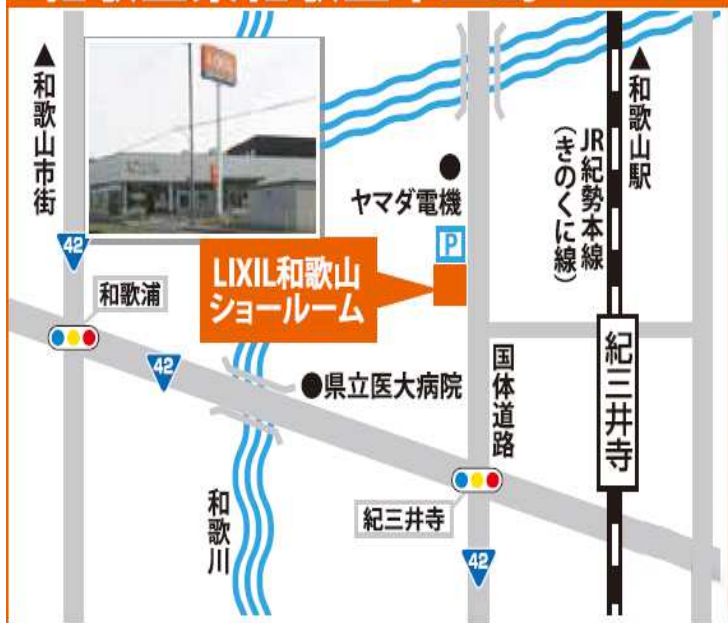 ▲和歌山市街
▲和歌山駅
JR紀勢本線
(きのくに線)
ヤマダ電機
P
42
和歌浦
LIXIL和歌山
ショールーム
42
県立医大病院
国体道路
紀三井寺
和歌川
紀三井寺
42